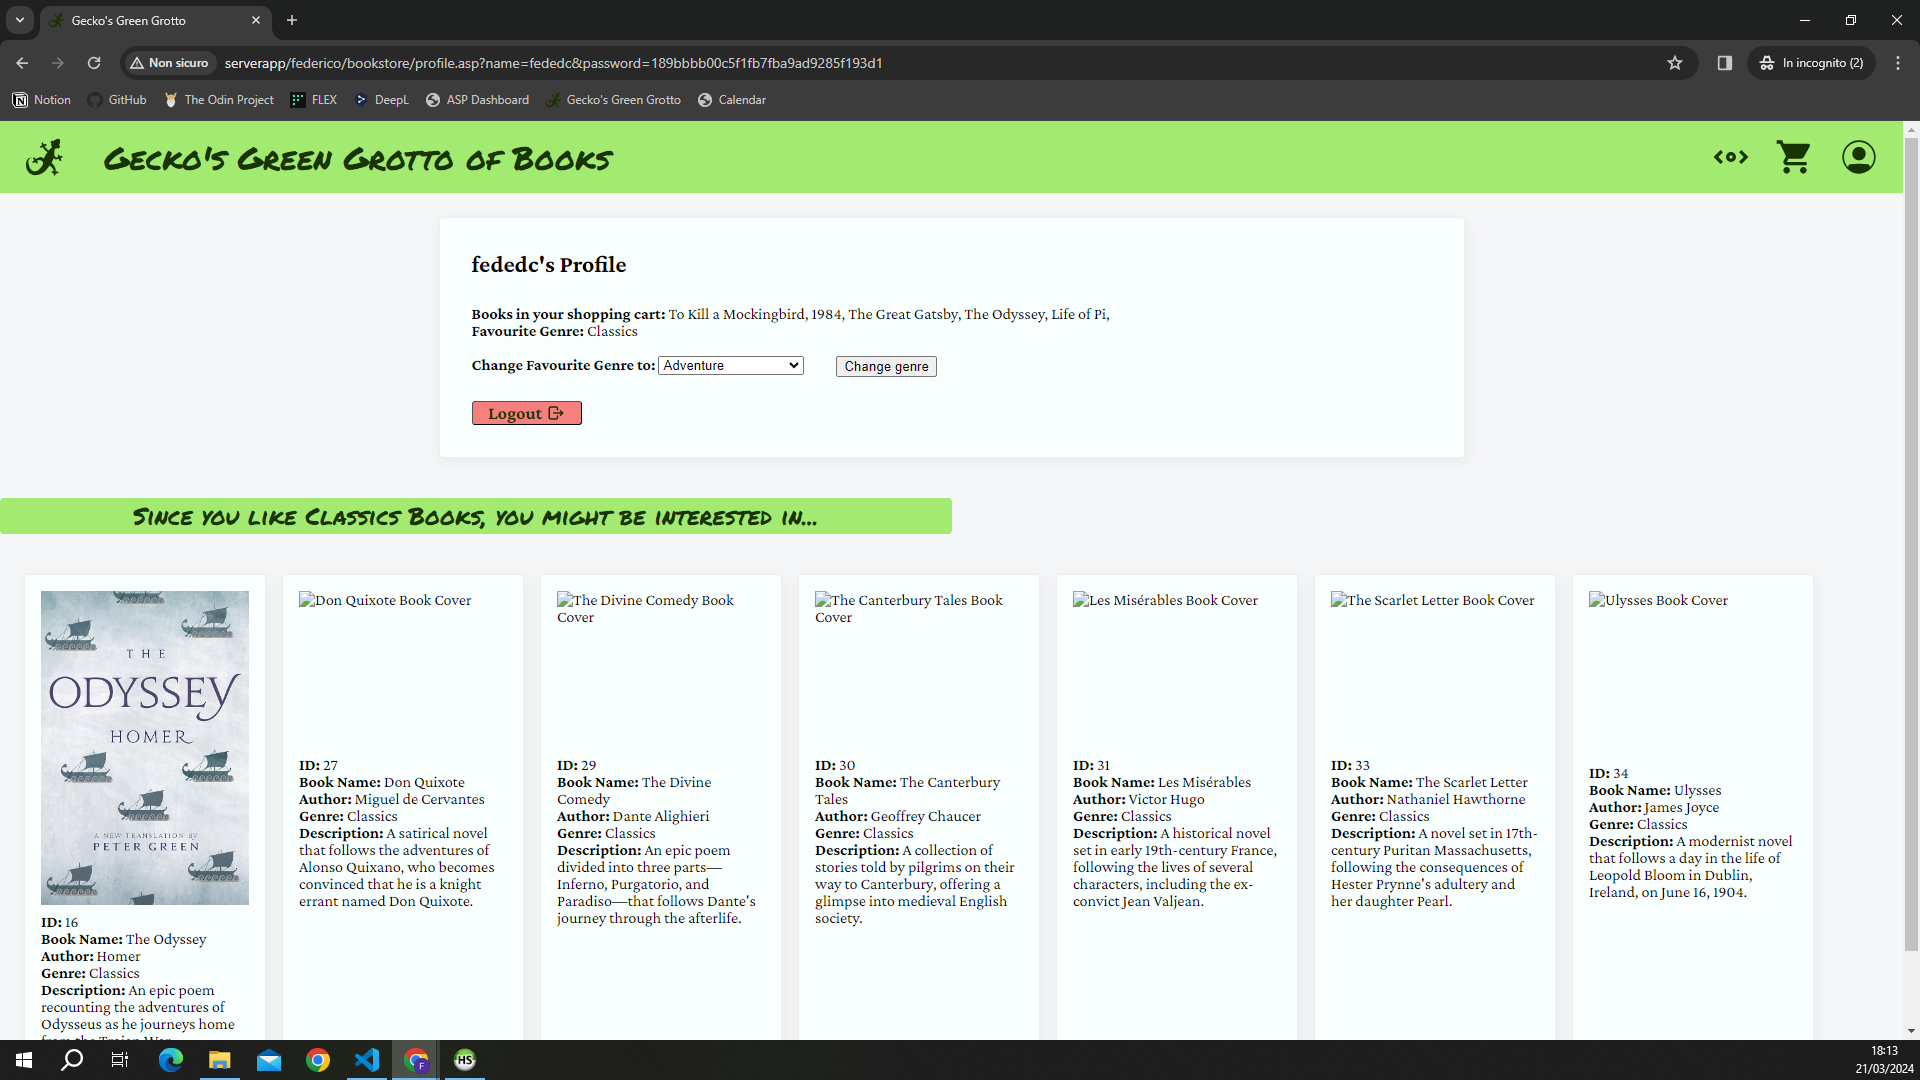 Gecko's Green Grotto
Non sicuro
serverapp/federico/bookstore/profile.asp?name=fededc&password=189bbbb00c5f1fb7fba9ad9285f193d1
In incognito (2)
Notion
GitHub
The Odin Project
FLEX
DeepL
ASP Dashboard
Gecko's Green Grotto
Calendar
Gecko's Green Grotto of Books
fededc's Profile
Books in your shopping cart: To Kill a Mockingbird, 1984, The Great Gatsby, The Odyssey, Life of Pi,
Favourite Genre: Classics
Change Favourite Genre to: Adventure
Change genre
Logout
Since you like Classics Books, you might be interested in...
THE
ODYSSEY
HOMER
A NEW TRANSLATION BY
PETER GREEN
ID: 16
Book Name: The Odyssey
Author: Homer
Genre: Classics
Description: An epic poem
recounting the adventures of
Odysseus as he journeys home
from the Trojan War
Don Quixote Book Cover
ID: 27
Book Name: Don Quixote
Author: Miguel de Cervantes
Genre: Classics
Description: A satirical novel
that follows the adventures of
Alonso Quixano, who becomes
convinced that he is a knight
errant named Don Quixote.
The Divine Comedy Book
Cover
ID: 29
Book Name: The Divine
Comedy
Author: Dante Alighieri
Genre: Classics
Description: An epic poem
divided into three parts—
Inferno, Purgatorio, and
Paradiso—that follows Dante's
journey through the afterlife.
The Canterbury Tales Book
Cover
ID: 30
Book Name: The Canterbury
Tales
Author: Geoffrey Chaucer
Genre: Classics
Description: A collection of
stories told by pilgrims on their
way to Canterbury, offering a
glimpse into medieval English
society.
Les Misérables Book Cover
ID: 31
Book Name: Les Misérables
Author: Victor Hugo
Genre: Classics
Description: A historical novel
set in early 19th-century France,
following the lives of several
characters, including the ex-
convict Jean Valjean.
The Scarlet Letter Book Cover
ID: 33
Book Name: The Scarlet Letter
Author: Nathaniel Hawthorne
Genre: Classics
Description: A novel set in 17th-
century Puritan Massachusetts,
following the consequences of
Hester Prynne's adultery and
her daughter Pearl.
Ulysses Book Cover
ID: 34
Book Name: Ulysses
Author: James Joyce
Genre: Classics
Description: A modernist novel
that follows a day in the life of
Leopold Bloom in Dublin,
Ireland, on June 16, 1904.
F
HS
18:13
21/03/2024